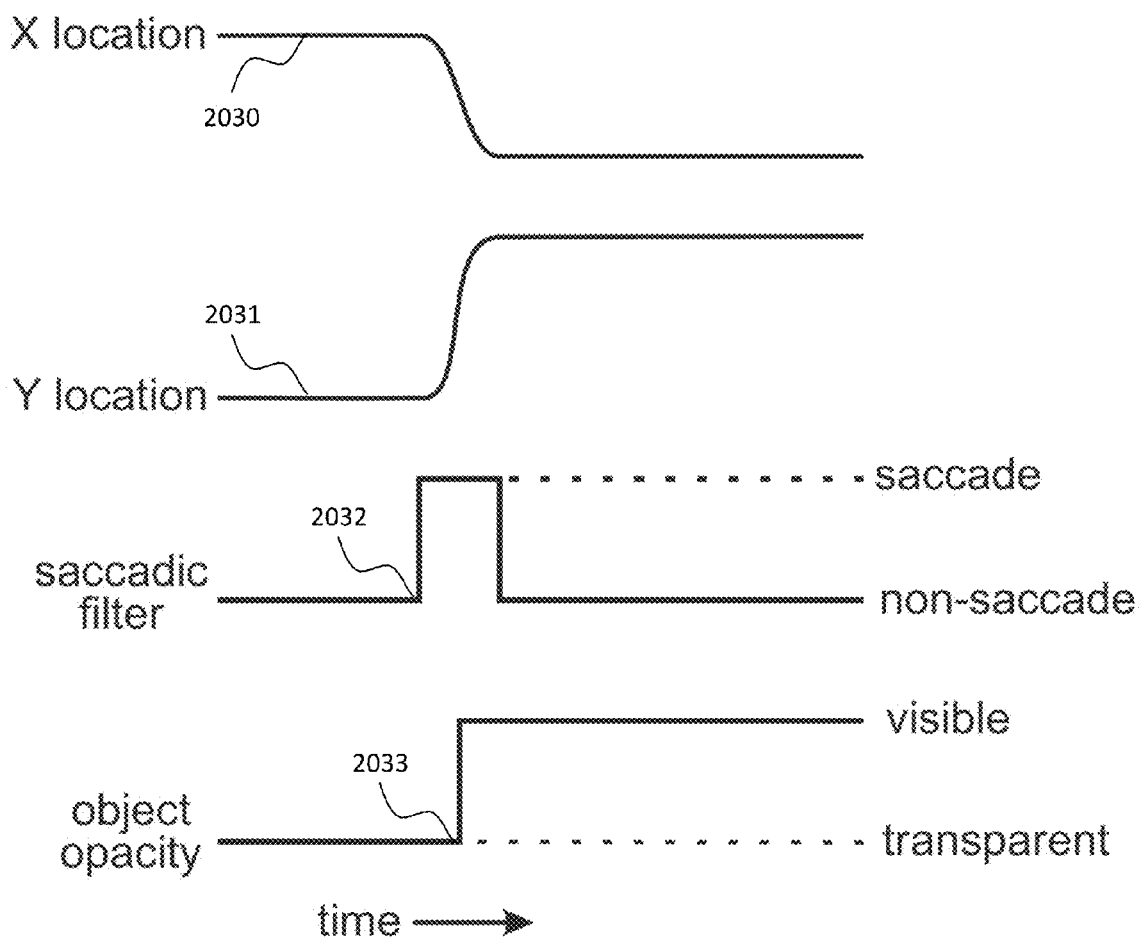 X location
2030
2031
Y location
saccade
2032
saccadic
filter
non-saccade
visible
2033
object
opacity
transparent
time